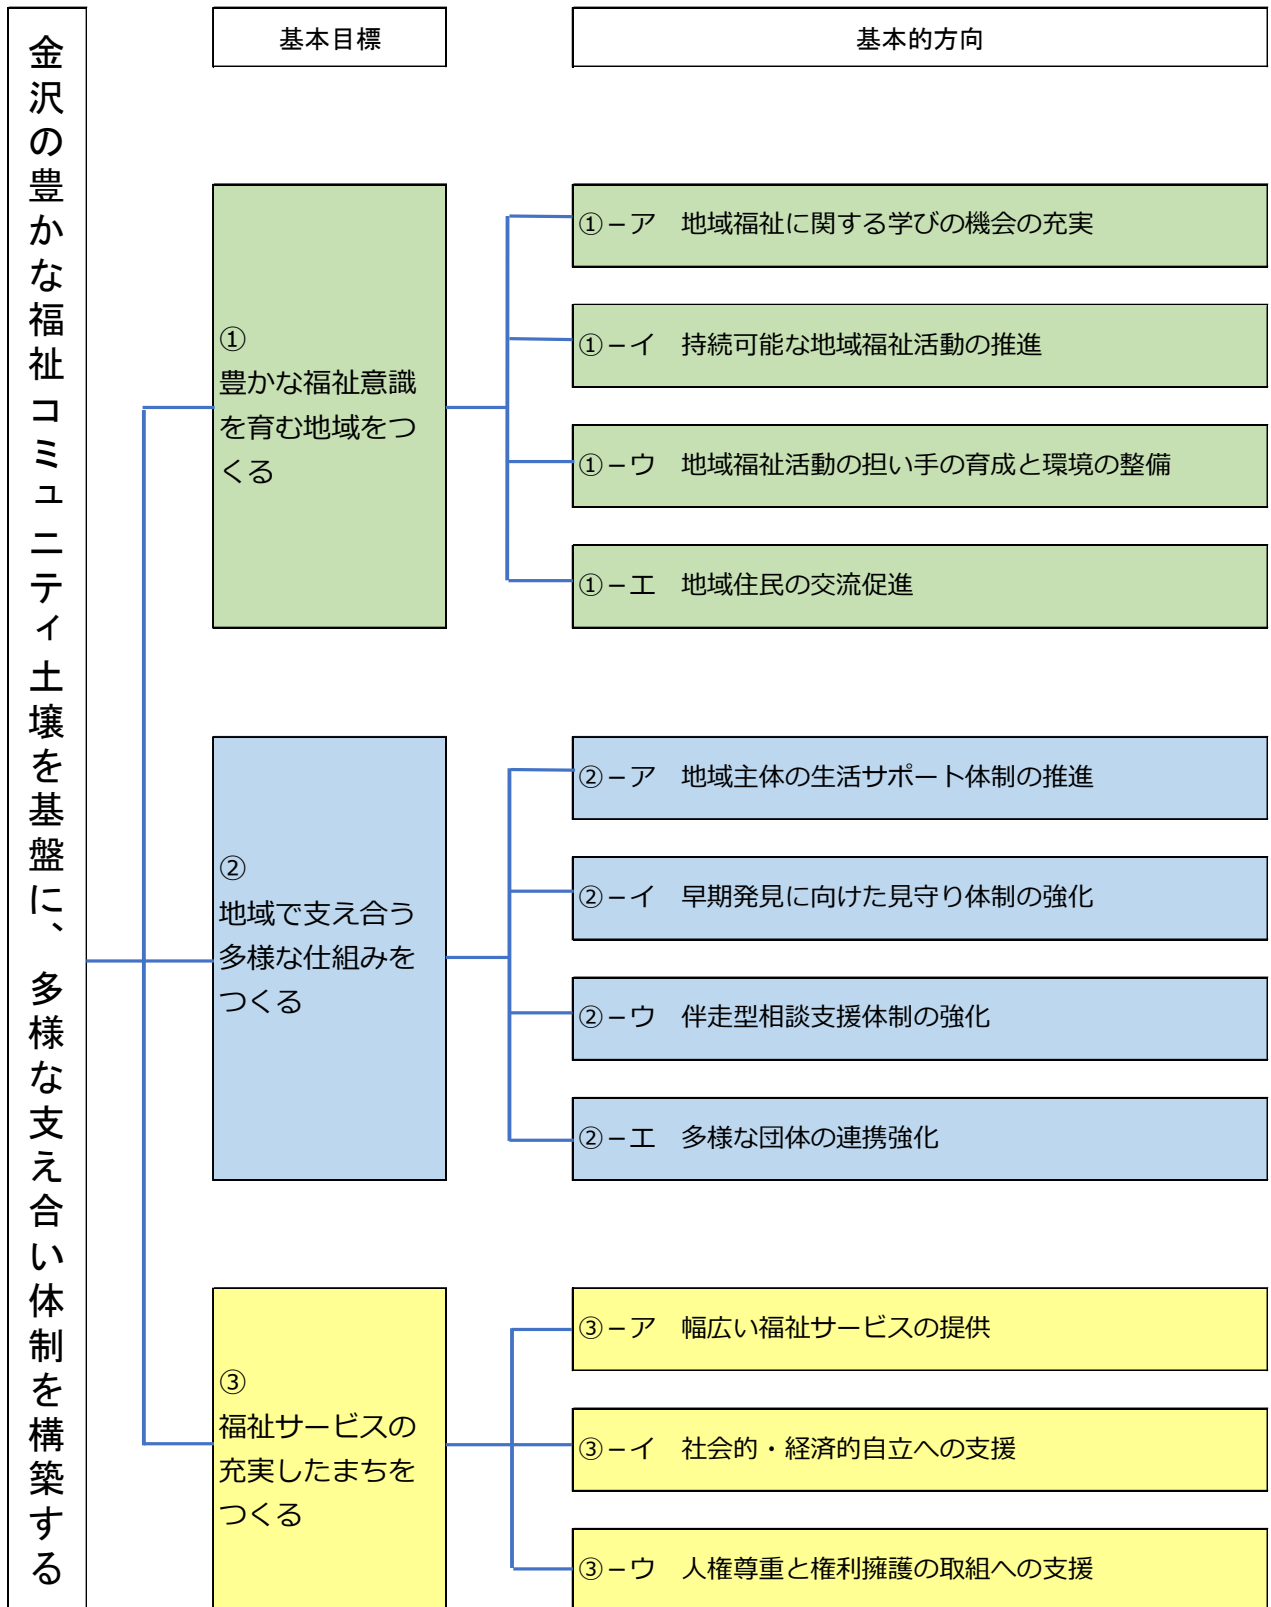 金沢の豊かな福祉コミュニティ土壌を基盤に、多様な支え合い体制を構築する
基本目標
基本的方向
①
豊かな福祉意識
を育む地域をつ
くる
①－ア　地域福祉に関する学びの機会の充実
①－イ　持続可能な地域福祉活動の推進
①－ウ　地域福祉活動の担い手の育成と環境の整備
①－エ　地域住民の交流促進
②
地域で支え合う
多様な仕組みを
つくる
②－ア　地域主体の生活サポート体制の推進
②－イ　早期発見に向けた見守り体制の強化
②－ウ　伴走型相談支援体制の強化
②－エ　多様な団体の連携強化
③
福祉サービスの
充実したまちを
つくる
③－ア　幅広い福祉サービスの提供
③－イ　社会的・経済的自立への支援
③－ウ　人権尊重と権利擁護の取組への支援